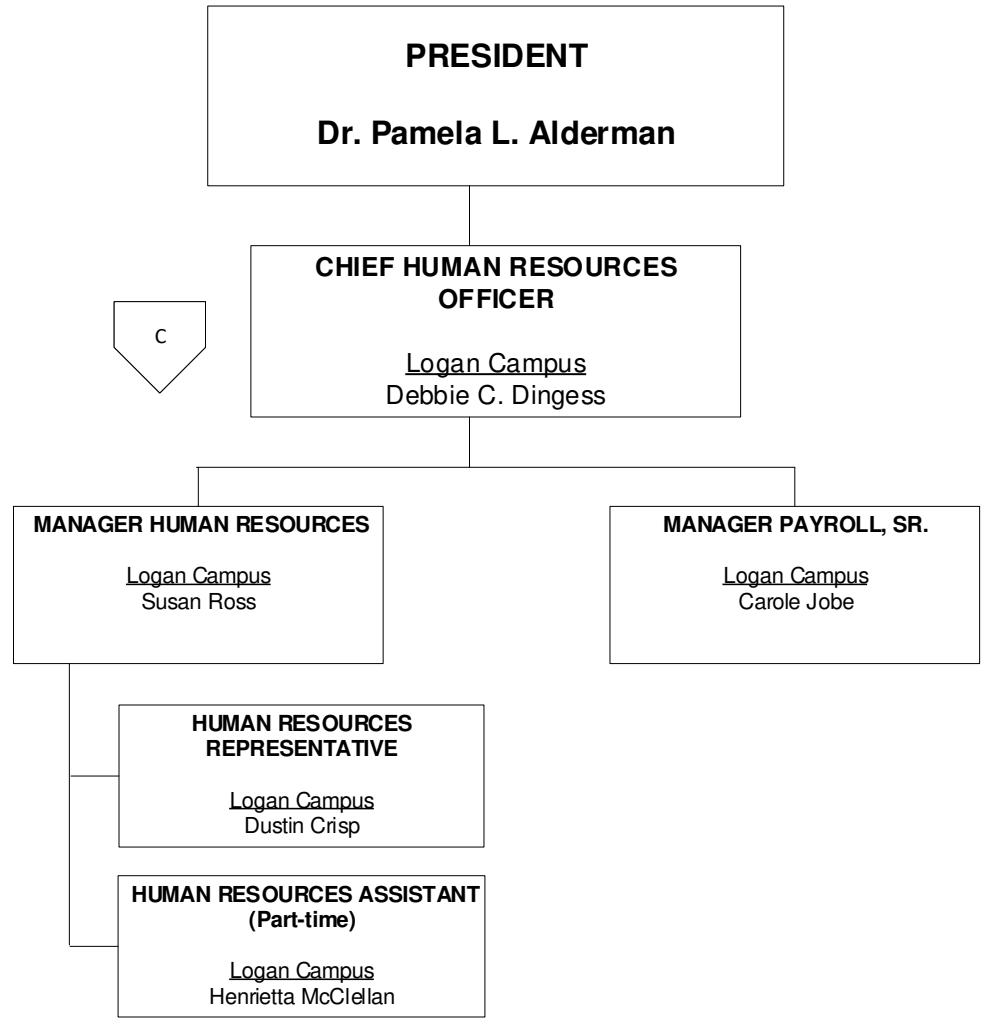 PRESIDENT
Dr. Pamela L. Alderman
CHIEF HUMAN RESOURCES
OFFICER
Logan Campus
Debbie C. Dingess
C
MANAGER HUMAN RESOURCES
Logan Campus
Susan Ross
MANAGER PAYROLL, SR.
Logan Campus
Carole Jobe
HUMAN RESOURCES
REPRESENTATIVE
Logan Campus
Dustin Crisp
HUMAN RESOURCES ASSISTANT
(Part-time)
Logan Campus
Henrietta McClellan